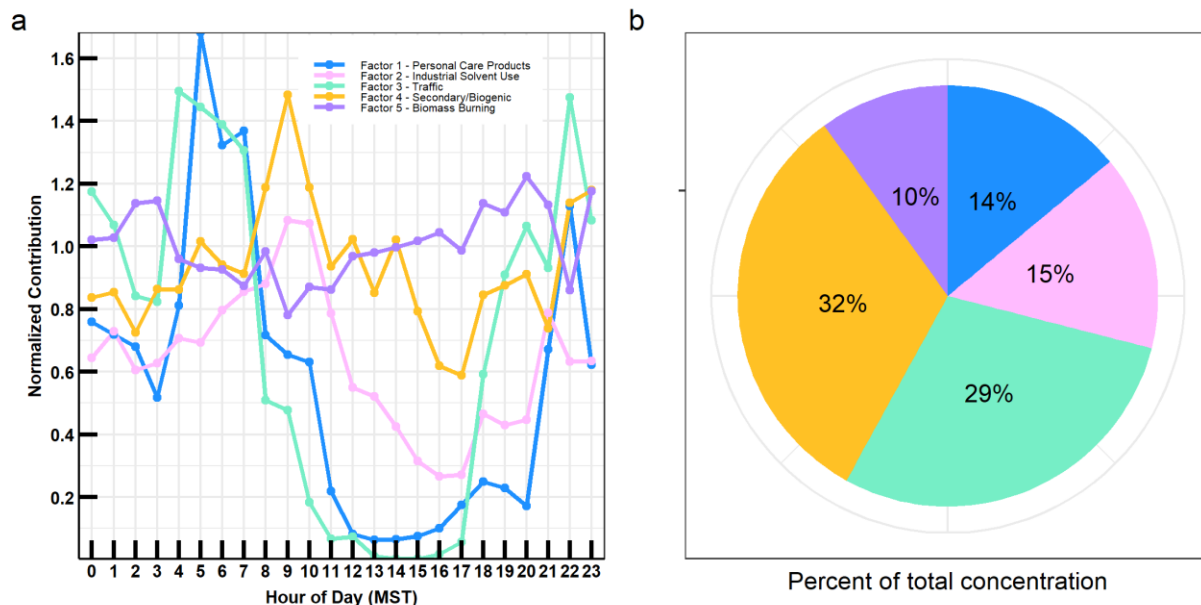 a
Normalized Contribution
1.6
1.4
1.2
1.0
0.8
0.6
0.4
0.2
Factor 1 - Personal Care Products
Factor 2 - Industrial Solvent Use
Factor 3 - Traffic
Factor 4 - Secondary/Biogenic
Factor 5 - Biomass Burning
0 1 2 3 4 5 6 7 8 9 10 11 12 13 14 15 16 17 18 19 20 21 22 23
Hour of Day (MST)
b
14%
15%
29%
32%
10%
Percent of total concentration